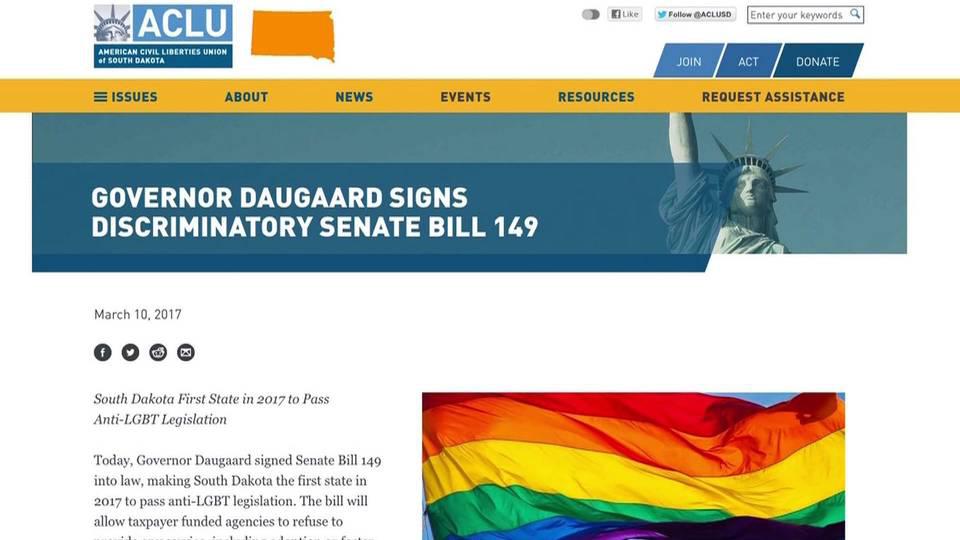 ACLU
AMERICAN CIVIL LIBERTIES UNION
of SOUTH DAKOTA
Like
Follow @ACLUSD
Enter your keywords
JOIN
ACT
DONATE
ISSUES
ABOUT
NEWS
EVENTS
RESOURCES
REQUEST ASSISTANCE
GOVERNOR DAUGAARD SIGNS
DISCRIMINATORY SENATE BILL 149
March 10, 2017
South Dakota First State in 2017 to Pass
Anti-LGBT Legislation
Today, Governor Daugaard signed Senate Bill 149
into law, making South Dakota the first state in
2017 to pass anti-LGBT legislation. The bill will
allow taxpayer funded agencies to refuse to